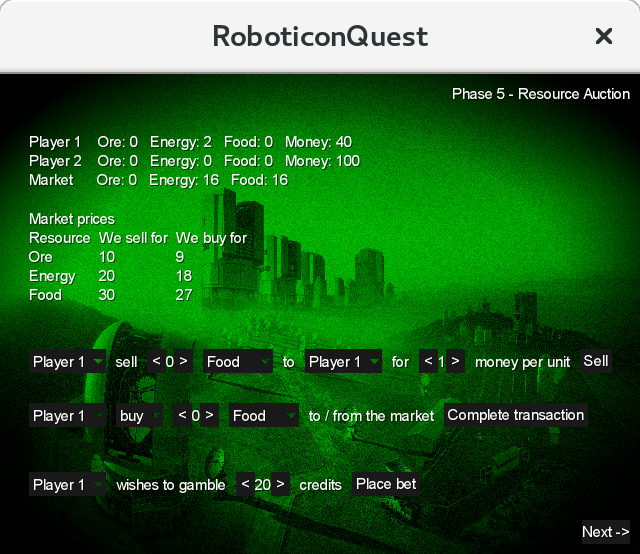 RoboticonQuest ×
Phase 5 - Resource Auction
Player 1 Ore: 0 Energy: 2 Food: 0 Money: 40
Player 2 Ore: 0 Energy: 0 Food: 0 Money: 100
Market Ore: 0 Energy: 16 Food: 16
Market prices
Resource We sell for We buy for
Ore 10 9
Energy 20 18
Food 30 27
Player 1 sell < 0 > Food to Player 1 for < 1 > money per unit Sell
Player 1 buy < 0 > Food to / from the market Complete transaction
Player 1 wishes to gamble < 20 > credits Place bet
Next ->